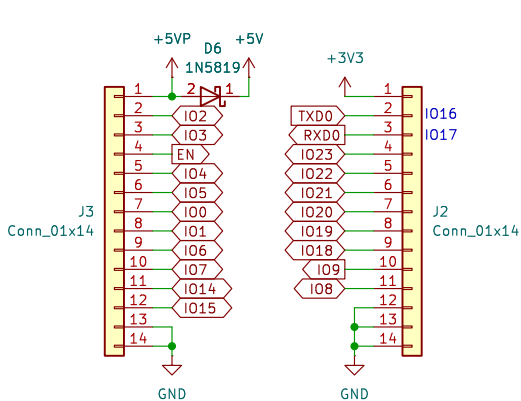 +5VP
D6
+5V
1N5819
+3V3
1
2
1
1
2
IO2
TXD0
2
IO16
3
IO3
RXD0
3
IO17
4
EN
IO23
4
5
IO4
IO22
5
6
IO5
IO21
6
J3
7
IO0
IO20
7
J2
Conn_01x14
8
IO1
IO19
8
Conn_01x14
9
IO6
IO18
9
10
IO7
IO9
10
11
IO14
IO8
11
12
IO15
12
13
13
14
14
GND
GND